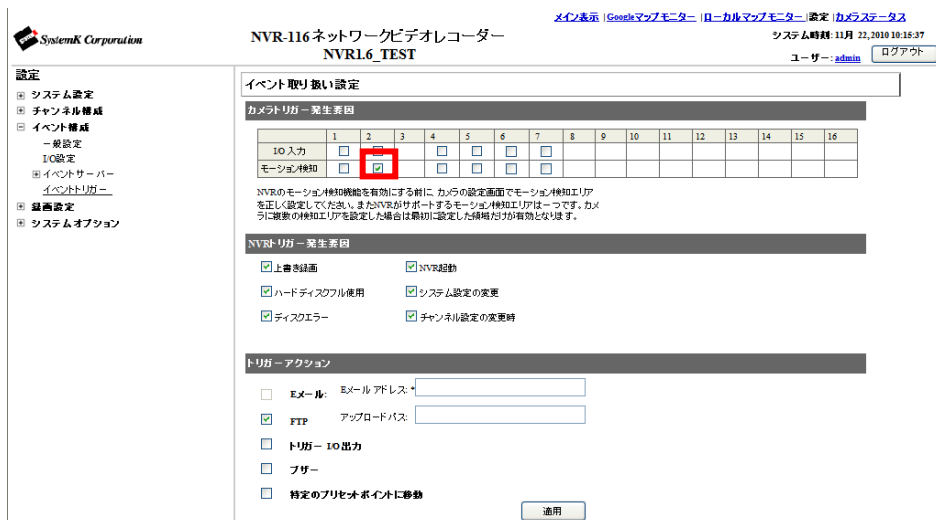 メイン表示 | Googleマップモニター | ローカルマップモニター | 設定 | カメラステータス
SystemK Corporation
NVR-116 ネットワークビデオレコーダー
システム時刻: 11月 22, 2010 10:16:37
NVR1.6_TEST
ユーザー: admin
ログアウト
設定
システム設定
チャンネル構成
イベント構成
一般設定
I/O設定
イベントサーバー
イベントトリガー
録画設定
システムオプション
イベント取り扱い設定
カメラトリガー発生要因
1 2 3 4 5 6 7 8 9 10 11 12 13 14 15 16
IO 入力
モーション検知
NVRのモーション検知機能を有効にする前に、カメラの設定画面でモーション検知エリア
を正しく設定してください。またNVRがサポートするモーション検知エリアは一つです。カメ
ラに複数の検知エリアを設定した場合は最初に設定した領域だけが有効となります。
NVRトリガー発生要因
上書き録画 NVR起動
ハードディスクフル使用 システム設定の変更
ディスクエラー チャンネル設定の変更時
トリガーアクション
Eメール: Eメール アドレス: *
FTP アップロードパス:
トリガー IO 出力
ブザー
特定のプリセットポイントに移動
適用